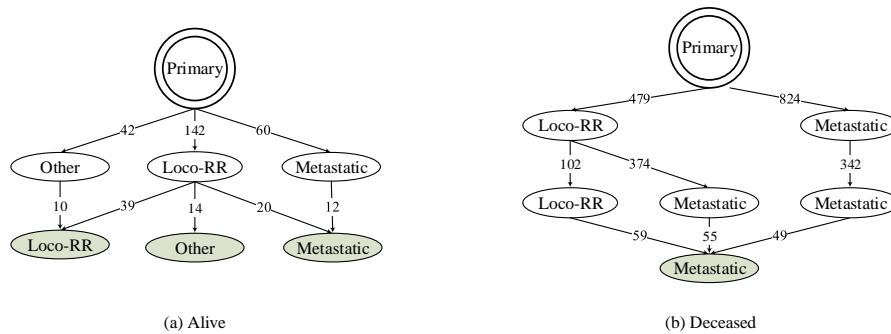 Primary
42
142
60
Other
Loco-RR
Metastatic
10
39
14
20
12
Loco-RR
Other
Metastatic
(a) Alive
Primary
479
824
Loco-RR
Metastatic
102
374
342
Loco-RR
Metastatic
Metastatic
59
55
49
Metastatic
(b) Deceased